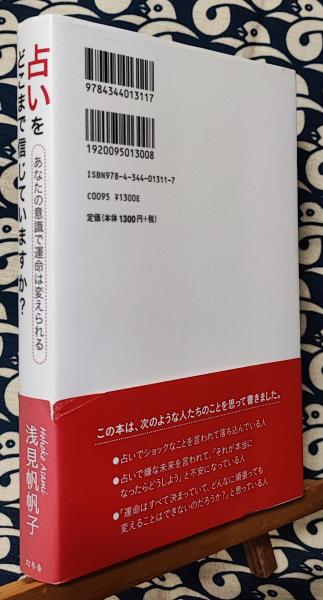 占いを
どこまで信じていますか？
あなたの意識で運命は変えられる
Hohoko Asami
浅見帆帆子
幻冬舎
9784344013117
1920095013008
ISBN978-4-344-01311-7
C0095 ¥1300E
定価(本体 1300円+税)
この本は、次のような人たちのことを思って書きました。
●占いでショックなことを言われて落ち込んでいる人
●占いで嫌な未来を言われて、「それが本当に
なったらどうしよう」と不安になっている人
●「運命はすべて決まっていて、どんなに頑張っても
変えることはできないのだろうか？」と思っている人